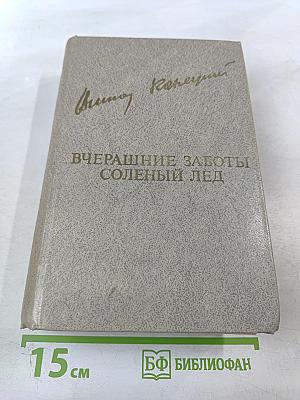 Виктор Конецкий
ВЧЕРАШНИЕ ЗАБОТЫ
СОЛЕНЫЙ ЛЕД
15 см
БФ БИБЛИОФАН